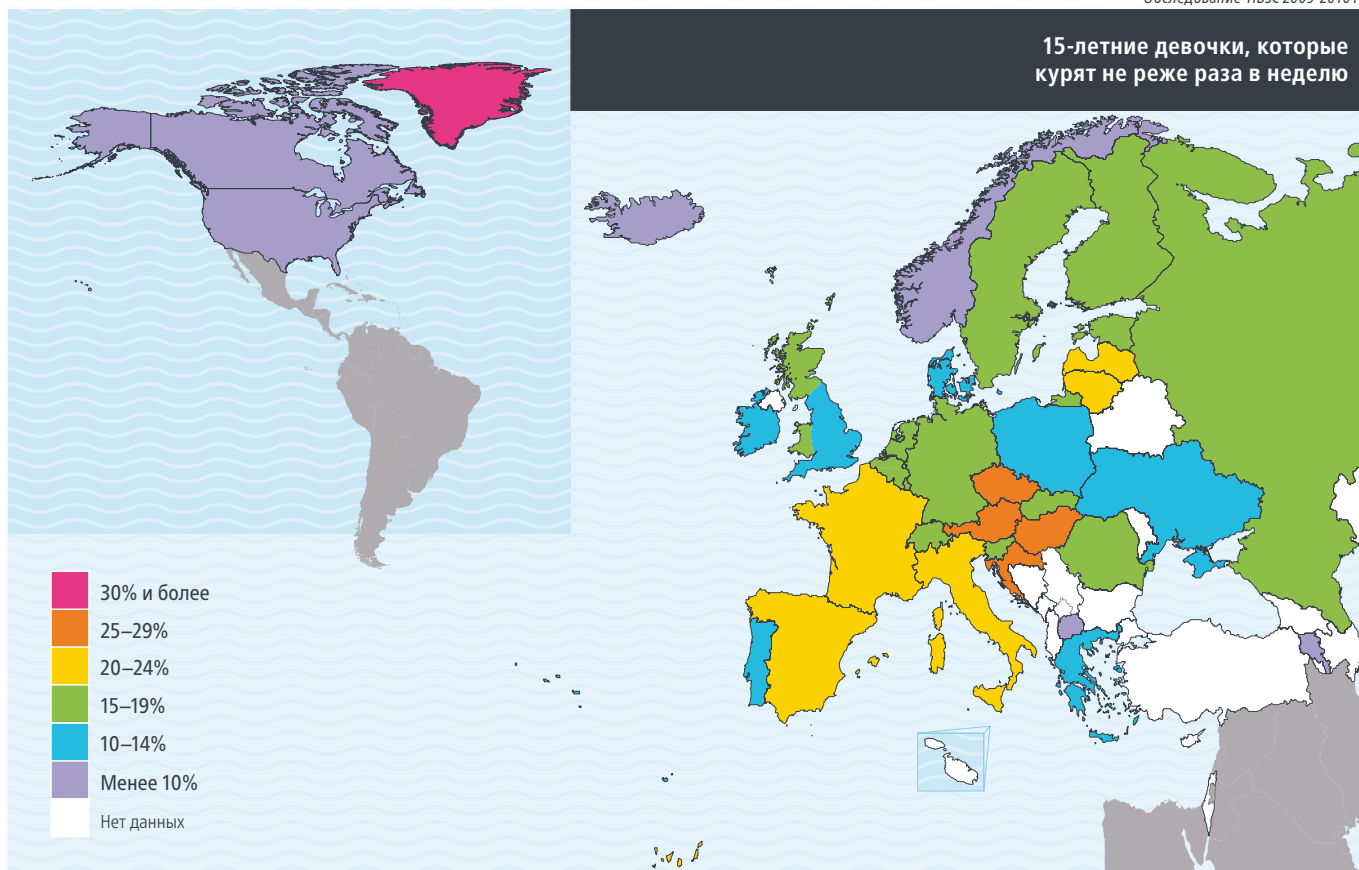 15-летние девочки, которые
курят не реже раза в неделю
30% и более
25–29%
20–24%
15–19%
10–14%
Менее 10%
Нет данных